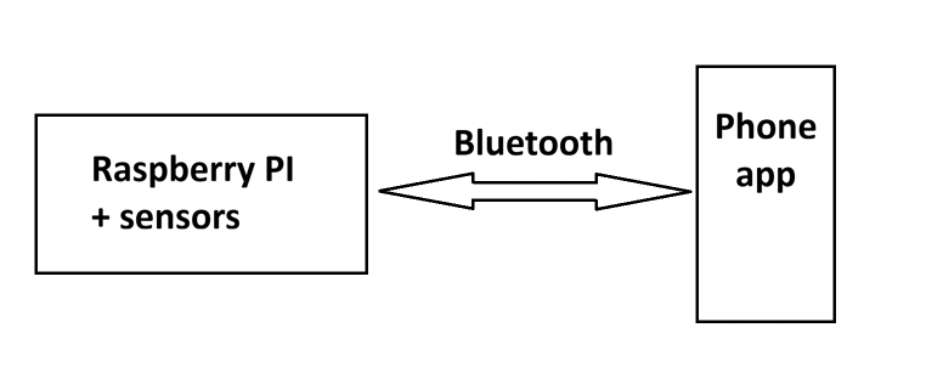 Raspberry PI
+ sensors
Bluetooth
Phone
app